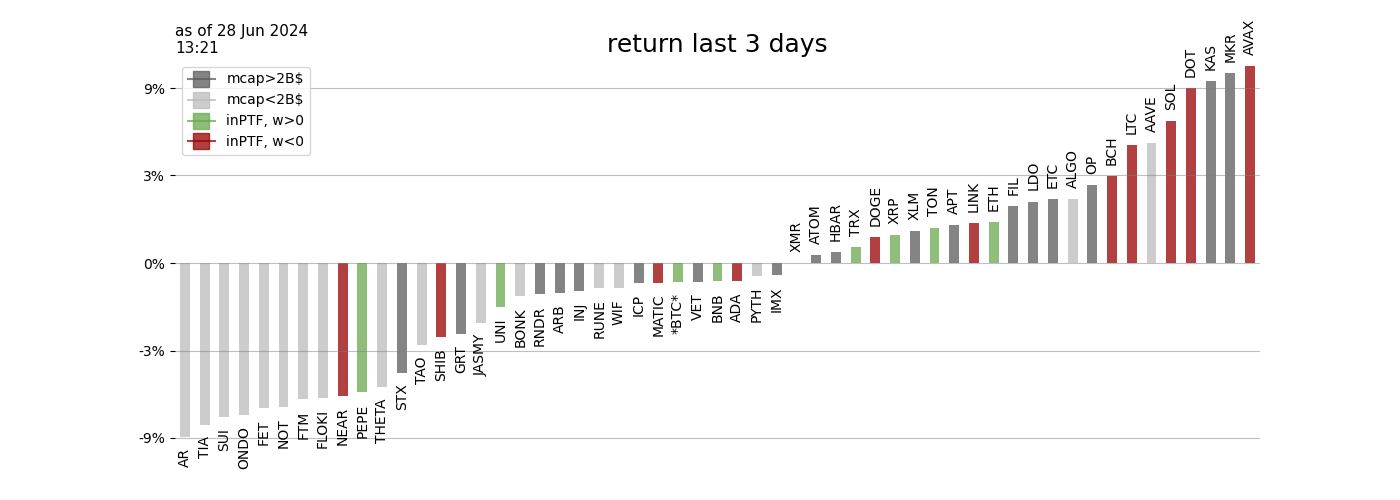 as of 28 Jun 2024
13:21
return last 3 days
mcap>2B$
mcap<2B$
inPTF, w>0
inPTF, w<0
9%
3%
0%
-3%
-9%
AR
TIA
SUI
ONDO
FET
NOT
FTM
FLOKI
NEAR
PEPE
THETA
STX
TAO
SHIB
GRT
JASMY
UNI
BONK
RNDR
ARB
INJ
RUNE
WIF
ICP
MATIC
*BTC*
VET
BNB
ADA
PYTH
IMX
XMR
ATOM
HBAR
TRX
DOGE
XRP
XLM
TON
APT
LINK
ETH
FIL
LDO
ETC
ALGO
OP
BCH
LTC
AAVE
SOL
DOT
KAS
MKR
AVAX